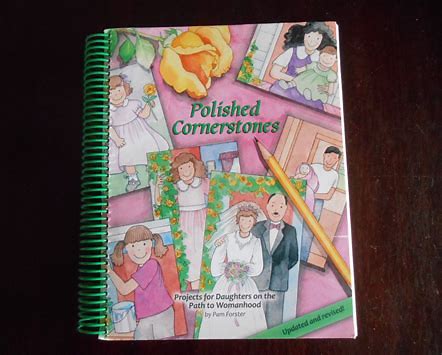 Polished
Cornerstones
Projects for Daughters on the
Path to Womanhood
by Pam Forster
Updated and revised!